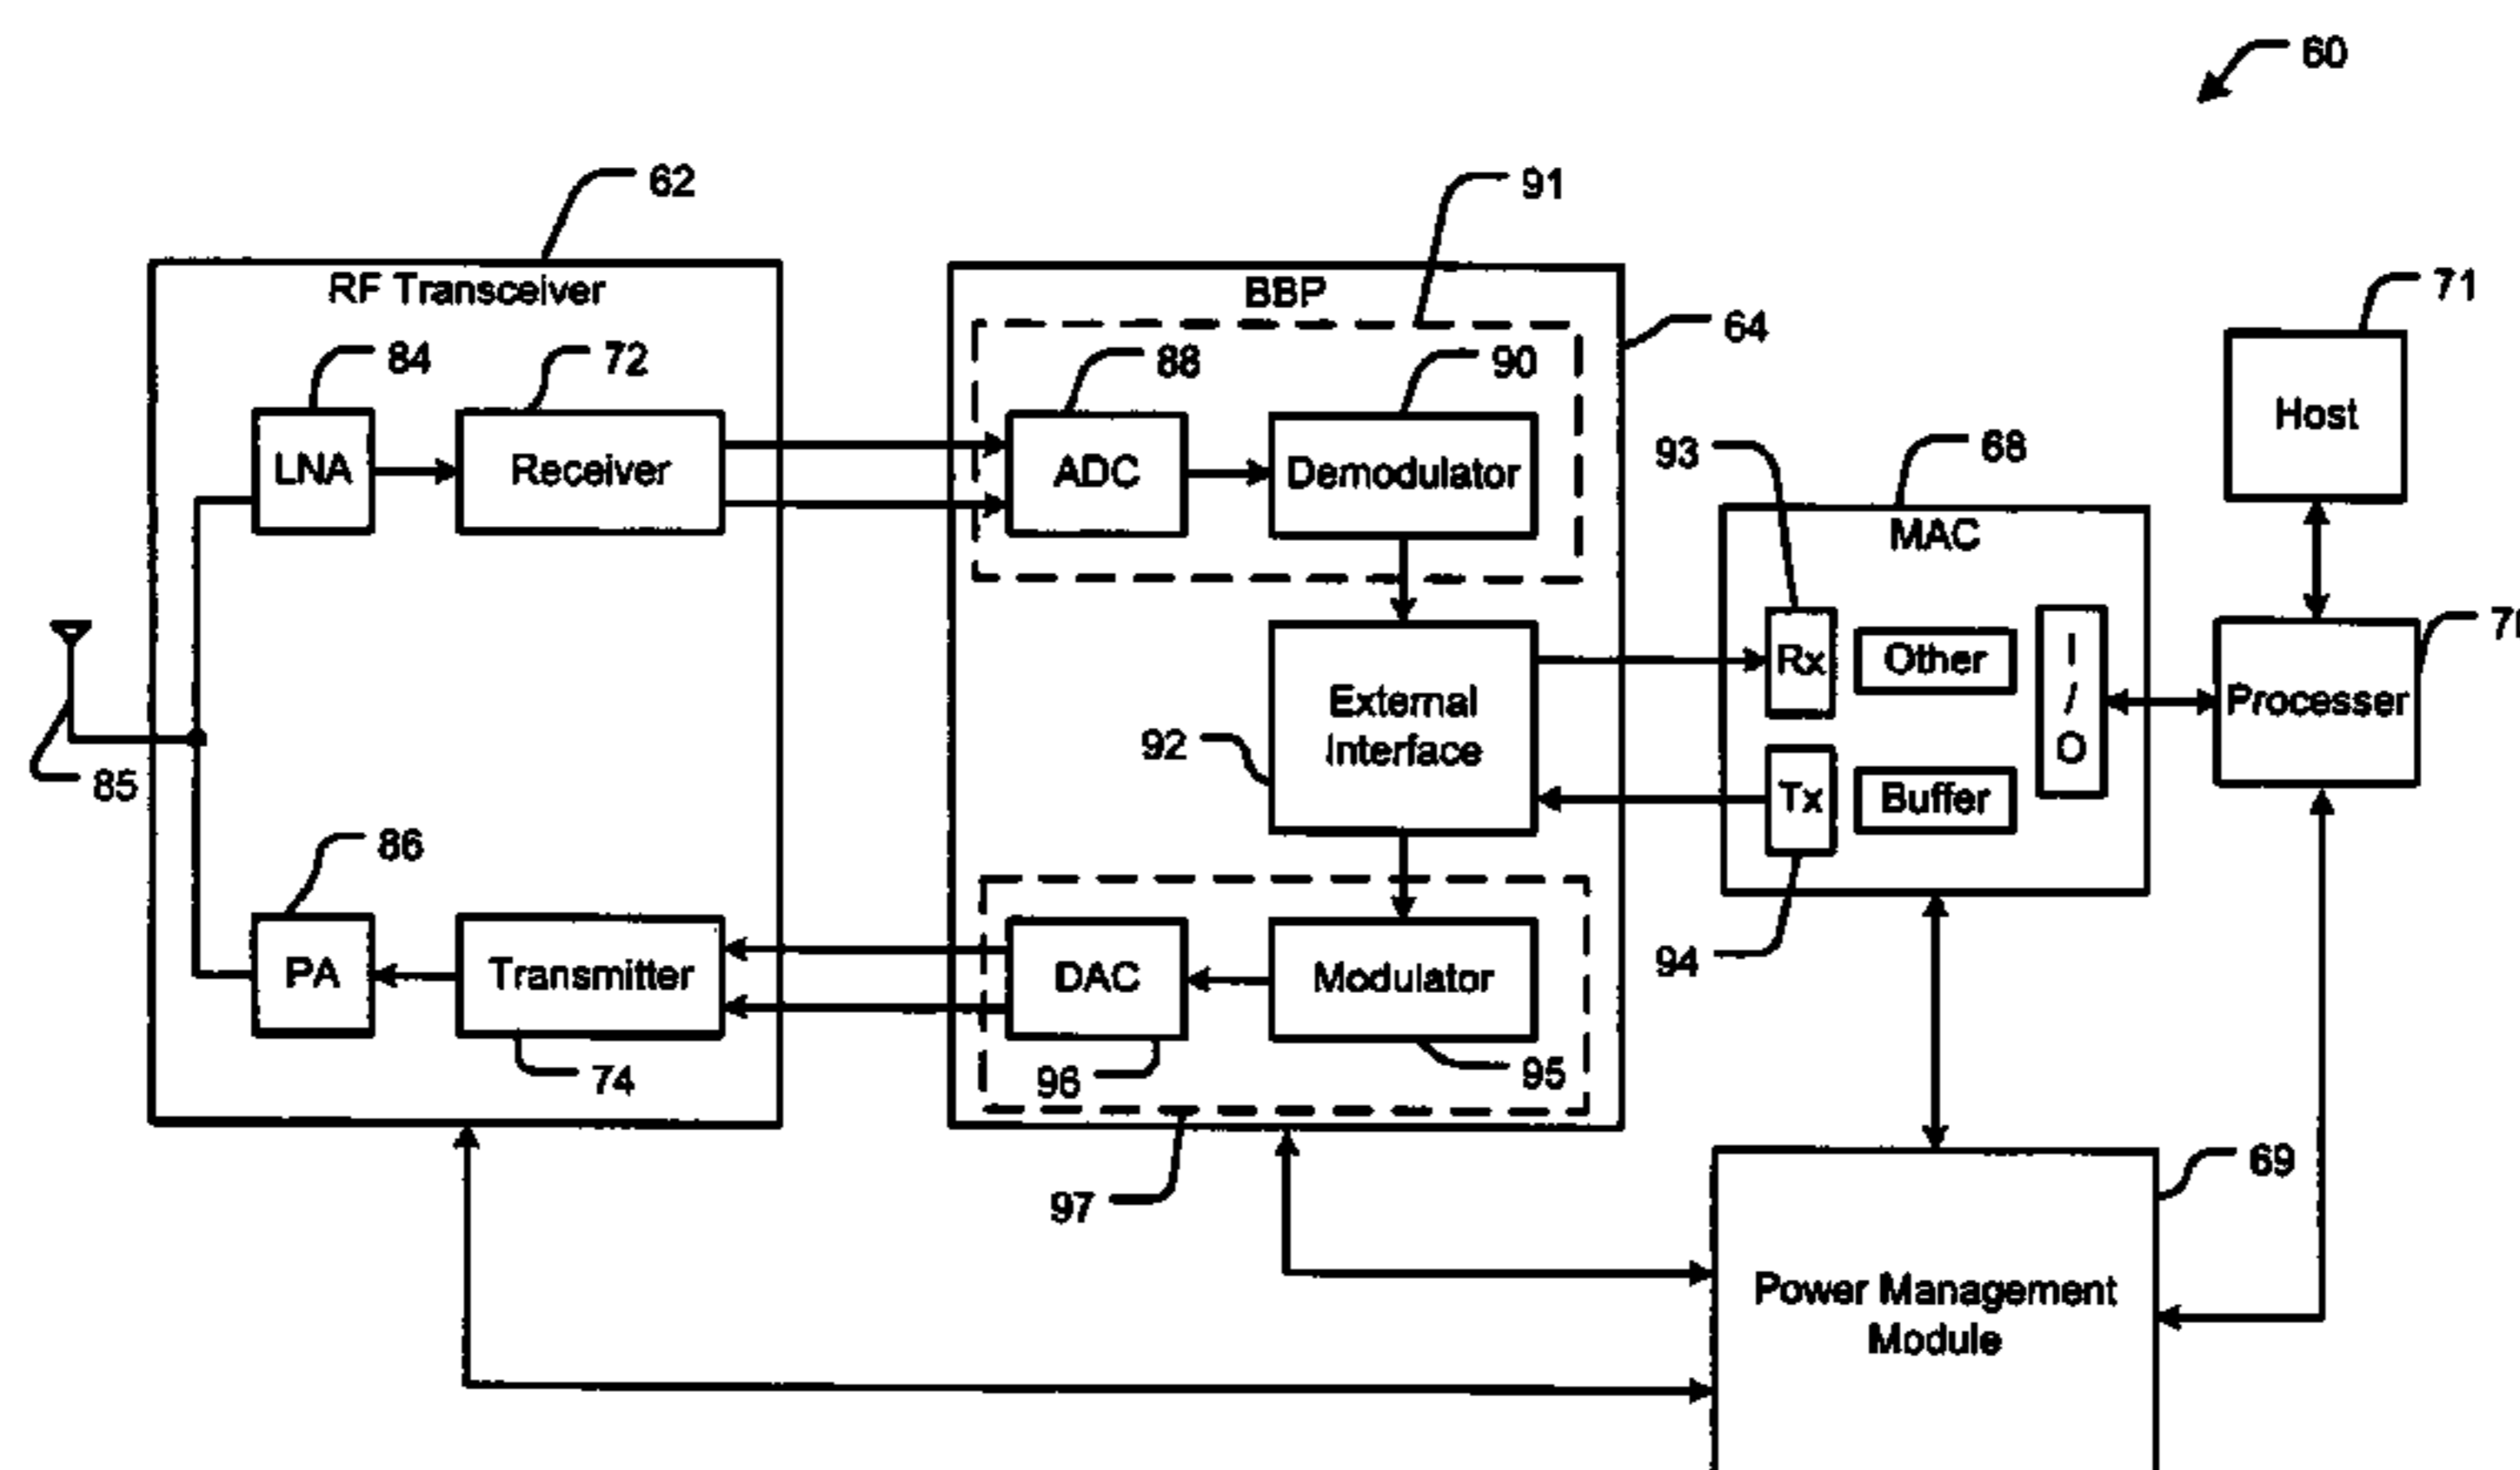 60
62
91
RF Transceiver
BBP
71
64
84
72
88
90
Host
LNA
Receiver
ADC
Demodulator
93
68
MAC
Rx
Other
I
/
O
Processer
External
Interface
92
85
Tx
Buffer
86
94
PA
Transmitter
DAC
Modulator
74
96
95
97
69
Power Management
Module